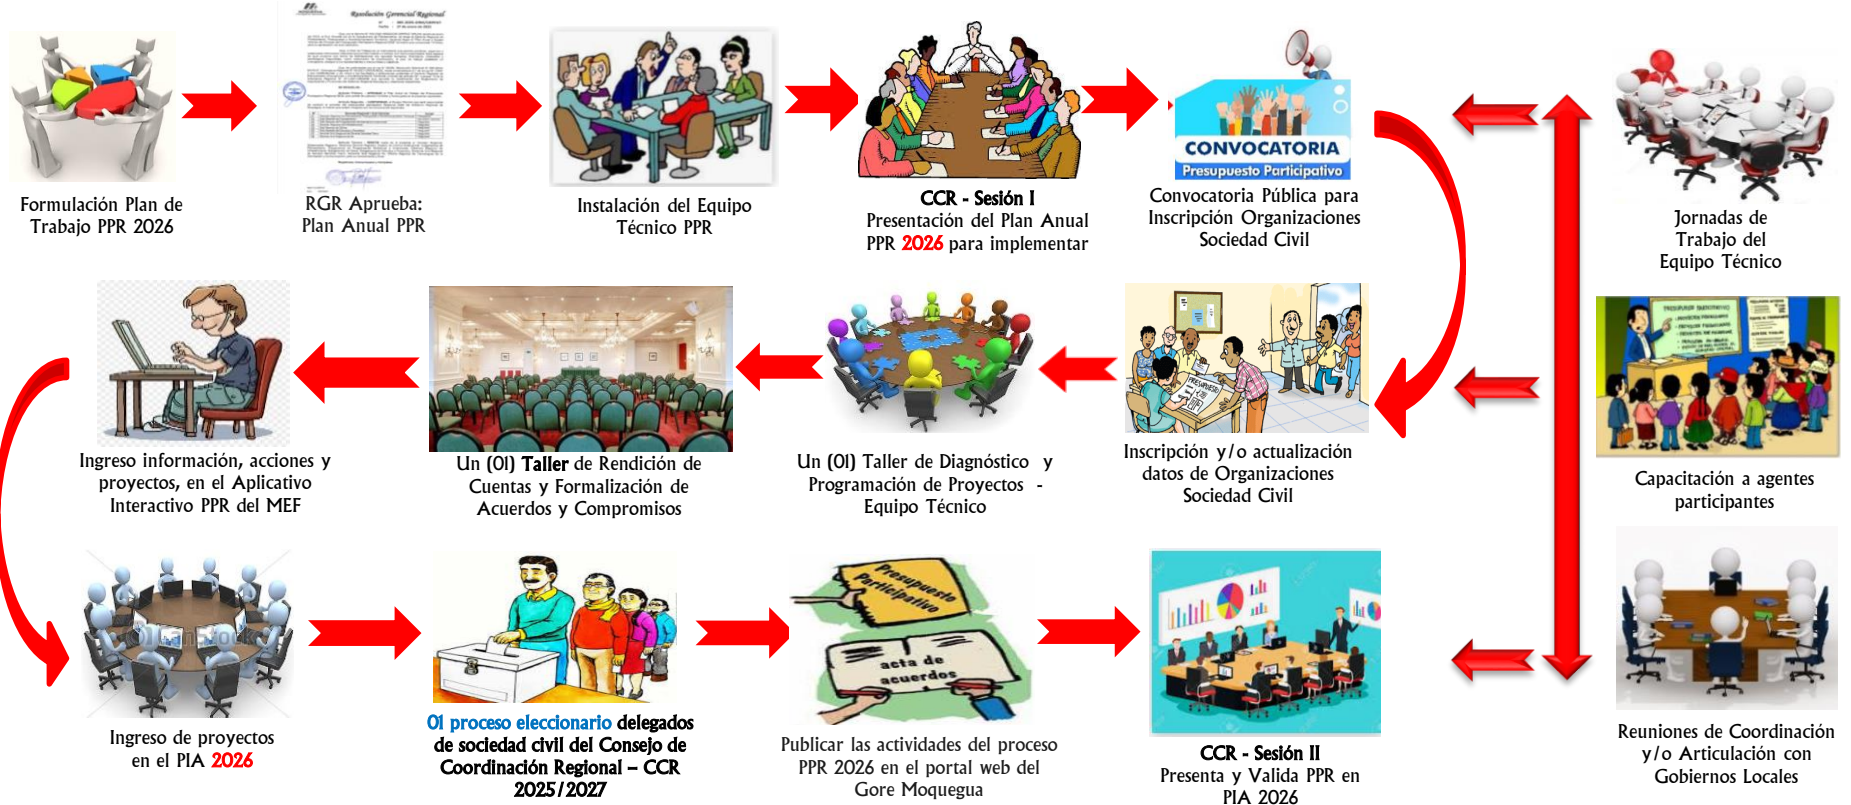 Resolución Gerencial Regional
Formulación Plan de
Trabajo PPR 2026
RGR Aprueba:
Plan Anual PPR
Instalación del Equipo
Técnico PPR
CCR - Sesión I
Presentación del Plan Anual
PPR 2026 para implementar
CONVOCATORIA
Presupuesto Participativo
Convocatoria Pública para
Inscripción Organizaciones
Sociedad Civil
Jornadas de
Trabajo del
Equipo Técnico
Ingreso información, acciones y
proyectos, en el Aplicativo
Interactivo PPR del MEF
Un (01) Taller de Rendición de
Cuentas y Formalización de
Acuerdos y Compromisos
Un (01) Taller de Diagnóstico y
Programación de Proyectos -
Equipo Técnico
PRESUPUESTO
Inscripción y/o actualización
datos de Organizaciones
Sociedad Civil
Capacitación a agentes
participantes
Ingreso de proyectos
en el PIA 2026
01 proceso eleccionario delegados
de sociedad civil del Consejo de
Coordinación Regional – CCR
2025/2027
Presupuesto
Participativo
acta de
acuerdos
Publicar las actividades del proceso
PPR 2026 en el portal web del
Gore Moquegua
CCR - Sesión II
Presenta y Valida PPR en
PIA 2026
Reuniones de Coordinación
y/o Articulación con
Gobiernos Locales